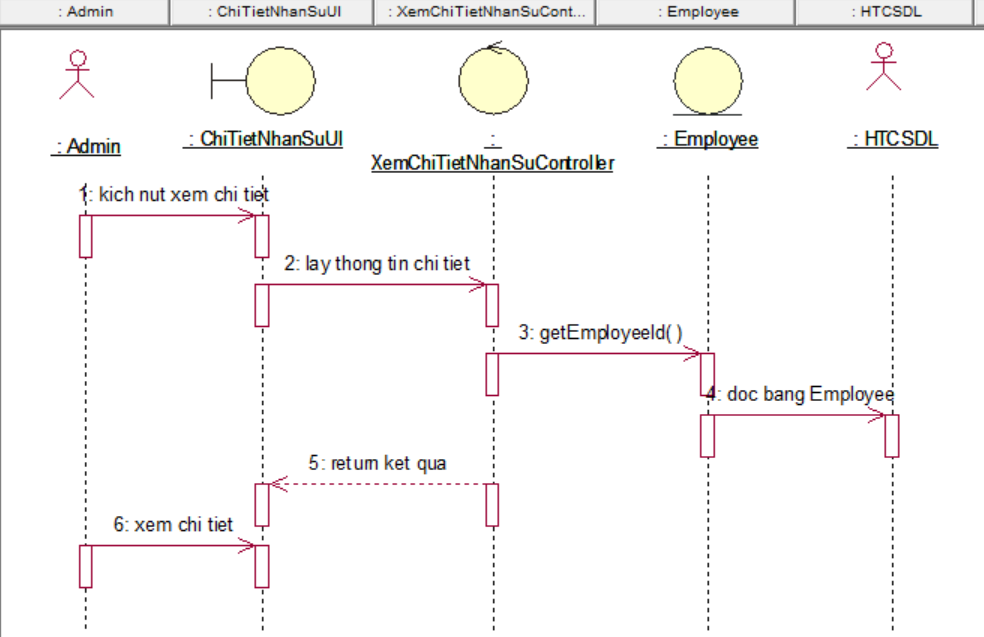 : Admin
: ChiTietNhanSuUI
: XemChiTietNhanSuCont...
: Employee
: HTCSDL
: Admin
: ChiTietNhanSuUI
:
XemChiTietNhanSuController
: Employee
: HTCSDL
1: kich nut xem chi tiet
2: lay thong tin chi tiet
3: getEmployeeId( )
4: doc bang Employee
5: return ket qua
6: xem chi tiet